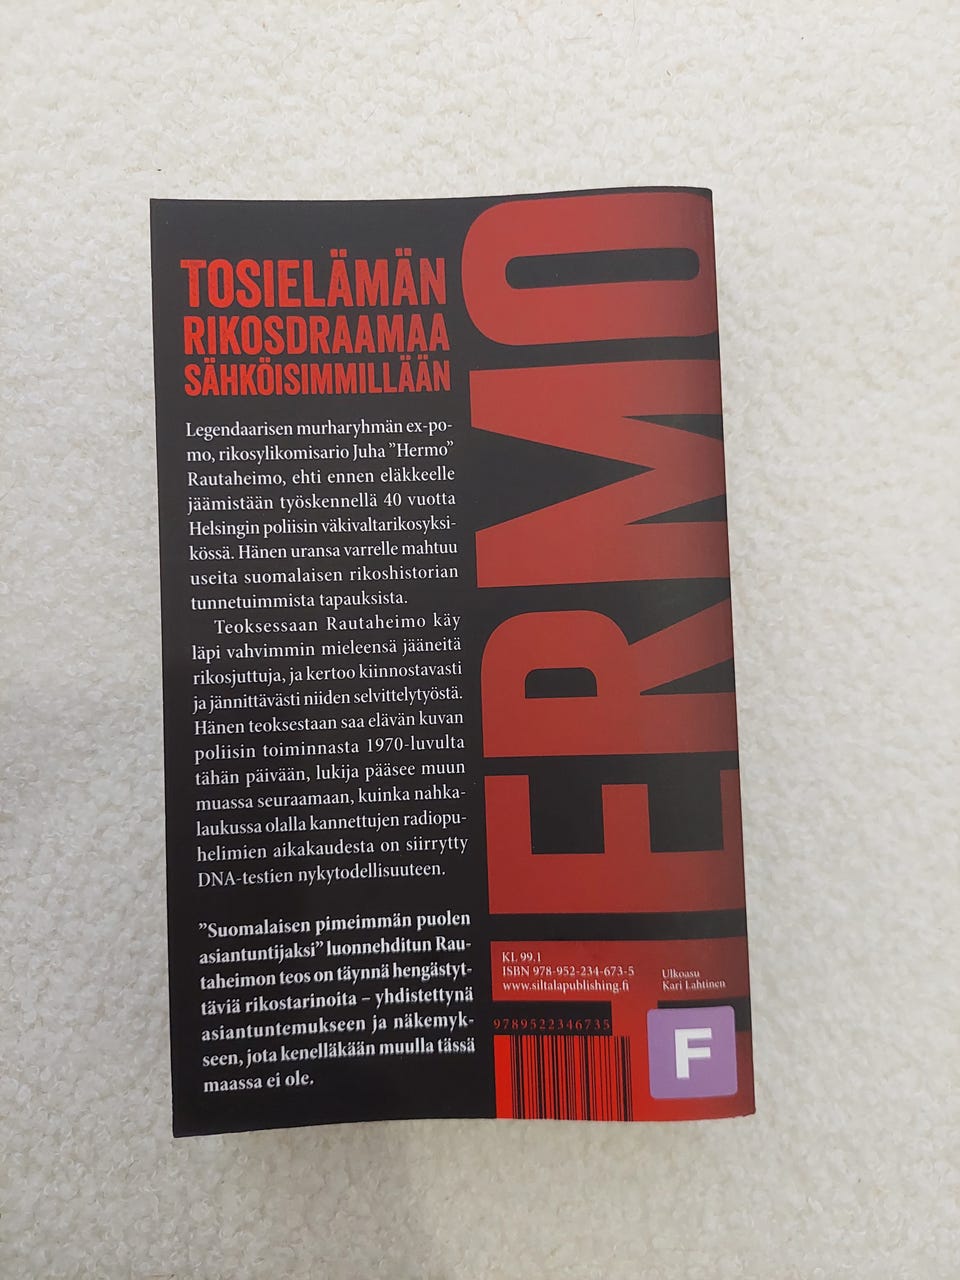 TOSIELÄMÄN
RIKOSDRAAMAA
SÄHKÖISIMMILLÄÄN
Legendaarisen murharyhmän ex-po-
mo, rikosylikomisario Juha ”Hermo”
Rautaheimo, ehti ennen eläkkeelle
jäämistään työskennellä 40 vuotta
Helsingin poliisin väkivaltarikosyksi-
kössä. Hänen uransa varrelle mahtuu
useita suomalaisen rikoshistorian
tunnetuimmista tapauksista.
Teoksessaan Rautaheimo käy
läpi vahvimmin mieleensä jääneitä
rikosjuttuja, ja kertoo kiinnostavasti
ja jännittävästi niiden selvittelytyöstä.
Hänen teoksestaan saa elävän kuvan
poliisin toiminnasta 1970-luvulta
tähän päivään, lukija pääsee muun
muassa seuraamaan, kuinka nahka-
laukussa olalla kannettujen radiopu-
helimien aikakaudesta on siirrytty
DNA-testien nykytodellisuuteen.
”Suomalaisen pimeimmän puolen
asiantuntijaksi” luonnehditun Rau-
taheimon teos on täynnä hengästyt-
täviä rikostarinoita – yhdistettynä
asiantuntemukseen ja näkemyk-
seen, jota kenelläkään muulla tässä
maassa ei ole.
HERMO
KL 99.1
ISBN 978-952-234-673-5
www.siltalapublishing.fi
Ulkoasu
Kari Lahtinen
9789522346735
F